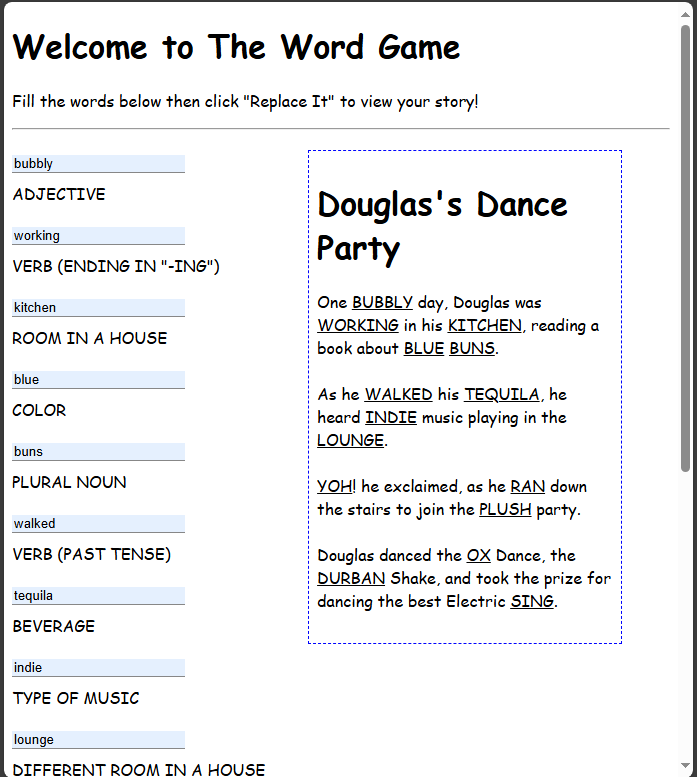 Welcome to The Word Game
Fill the words below then click "Replace It" to view your story!
bubbly
ADJECTIVE
working
VERB (ENDING IN "-ING")
kitchen
ROOM IN A HOUSE
blue
COLOR
buns
PLURAL NOUN
walked
VERB (PAST TENSE)
tequila
BEVERAGE
indie
TYPE OF MUSIC
lounge
DIFFERENT ROOM IN A HOUSE
Douglas's Dance
Party
One BUBBLY day, Douglas was
WORKING in his KITCHEN, reading a
book about BLUE BUNS.
As he WALKED his TEQUILA, he
heard INDIE music playing in the
LOUNGE.
YOH! he exclaimed, as he RAN down
the stairs to join the PLUSH party.
Douglas danced the OX Dance, the
DURBAN Shake, and took the prize for
dancing the best Electric SING.